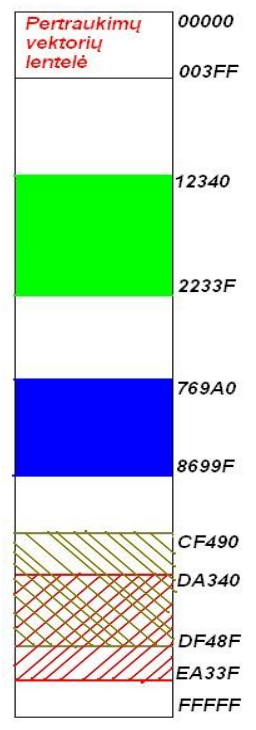 Pertraukimų
vektorių
lentelė
00000
003FF
12340
2233F
769A0
8699F
CF490
DA340
DF48F
EA33F
FFFFF